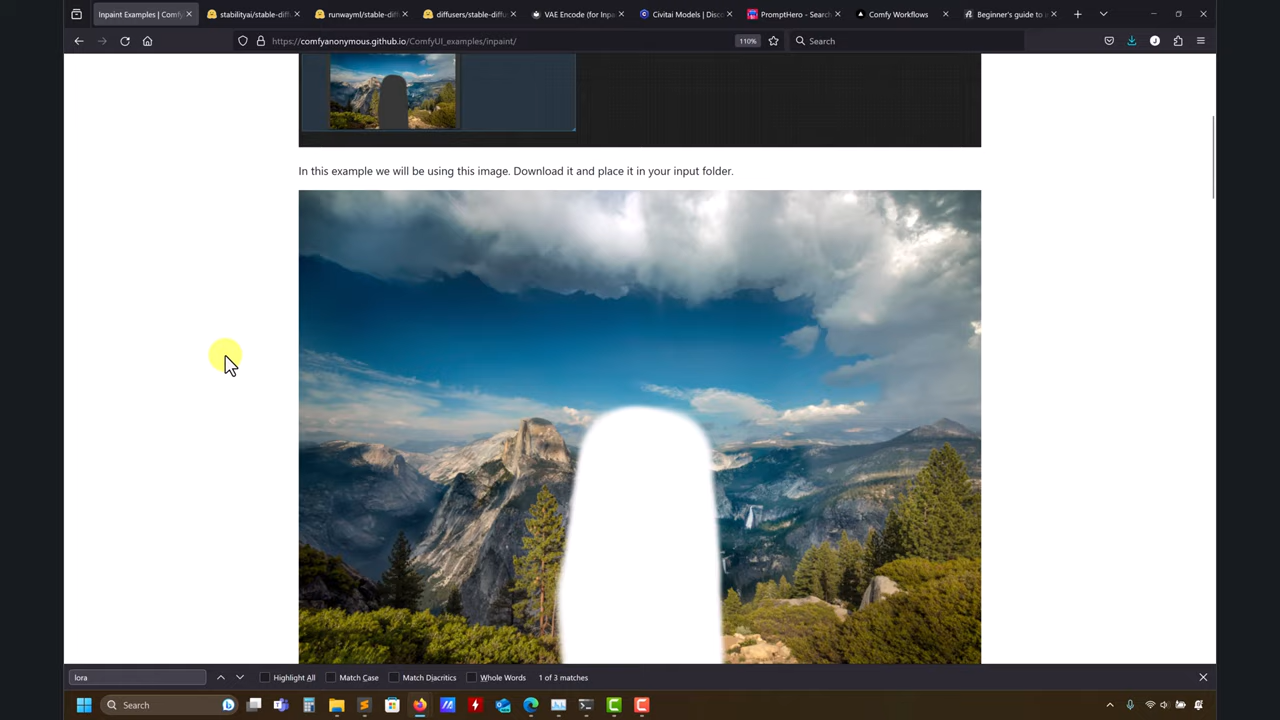 Inpaint Examples | Comfy
stabilityai/stable-diff
runwayml/stable-diff
diffusers/stable-diffu
VAE Encode (for Inpa
Civitai Models | Disco
PromptHero - Search
Comfy Workflows
Beginner's guide to i
https://comfyanonymous.github.io/ComfyUI_examples/inpaint/
110%
Search
In this example we will be using this image. Download it and place it in your input folder.
lora
Highlight All
Match Case
Match Diacritics
Whole Words
1 of 3 matches
Search